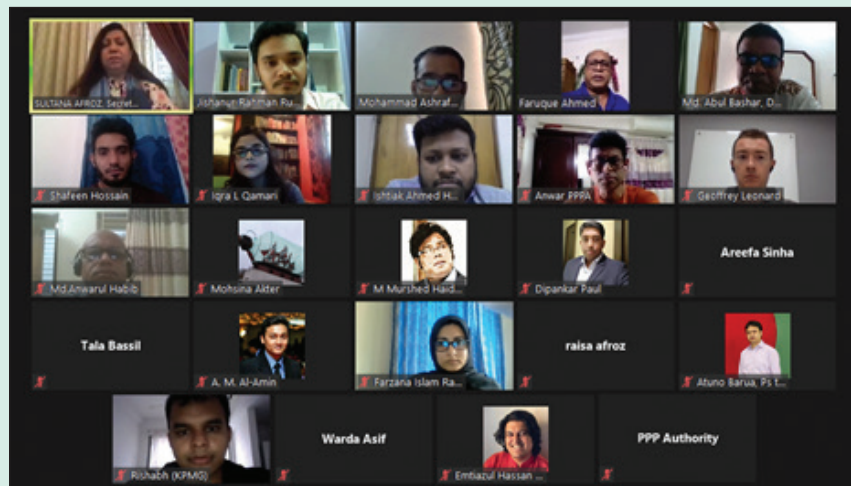 SULTANA AFROZ, Secret...
Jishanur Rahman Ru...
Mohammad Ashraf...
Faruque Ahmed
Md. Abul Bashar, D...
Shafeen Hossain
Iqra L Qamari
Ishtiak Ahmed H...
Anwar PPPA
Geoffrey Leonard
Md.Anwarul Habib
Mohsina Akter
M Murshed Haid...
Dipankar Paul
Areefa Sinha
Tala Bassil
A. M. Al-Amin
Farzana Islam Ra...
raisa afroz
Atuno Barua, Ps t...
Rishabh (KPMG)
Warda Asif
Emtiazul Hassan ...
PPP Authority